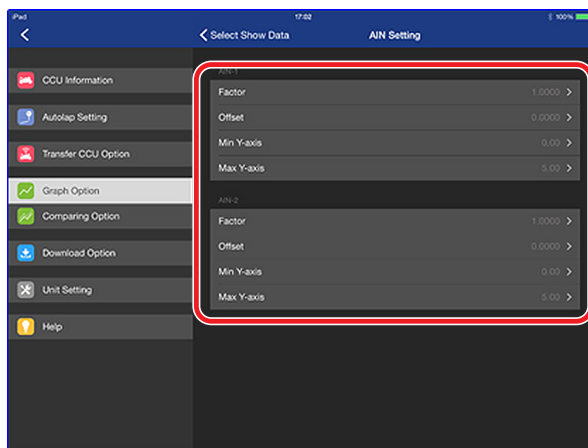 iPad 17:02 100%
Select Show Data AIN Setting
CCU Information
Autolap Setting
Transfer CCU Option
Graph Option
Comparing Option
Download Option
Unit Setting
Help
AIN-1
Factor 1.0000
Offset 0.0000
Min Y-axis 0.00
Max Y-axis 5.00
AIN-2
Factor 1.0000
Offset 0.0000
Min Y-axis 0.00
Max Y-axis 5.00